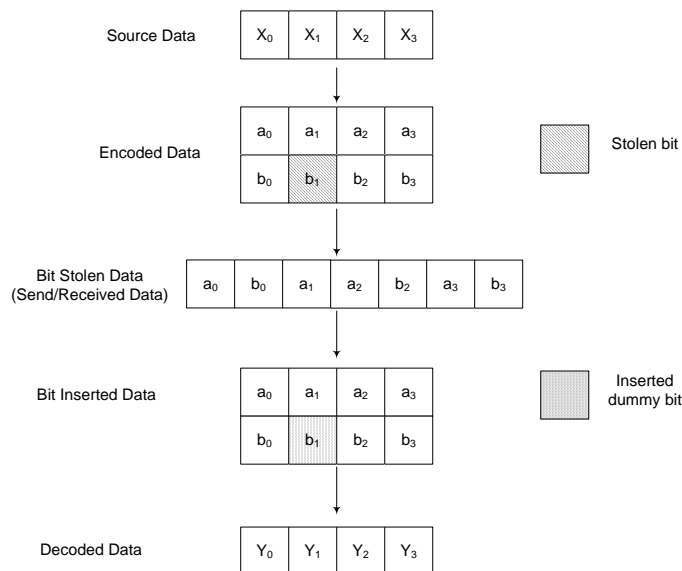 Source Data
X₀ X₁ X₂ X₃
Encoded Data
a₀ a₁ a₂ a₃
b₀ b₁ b₂ b₃
Stolen bit
Bit Stolen Data
(Send/Received Data)
a₀ b₀ a₁ a₂ b₂ a₃ b₃
Bit Inserted Data
a₀ a₁ a₂ a₃
b₀ b₁ b₂ b₃
Inserted
dummy bit
Decoded Data
Y₀ Y₁ Y₂ Y₃